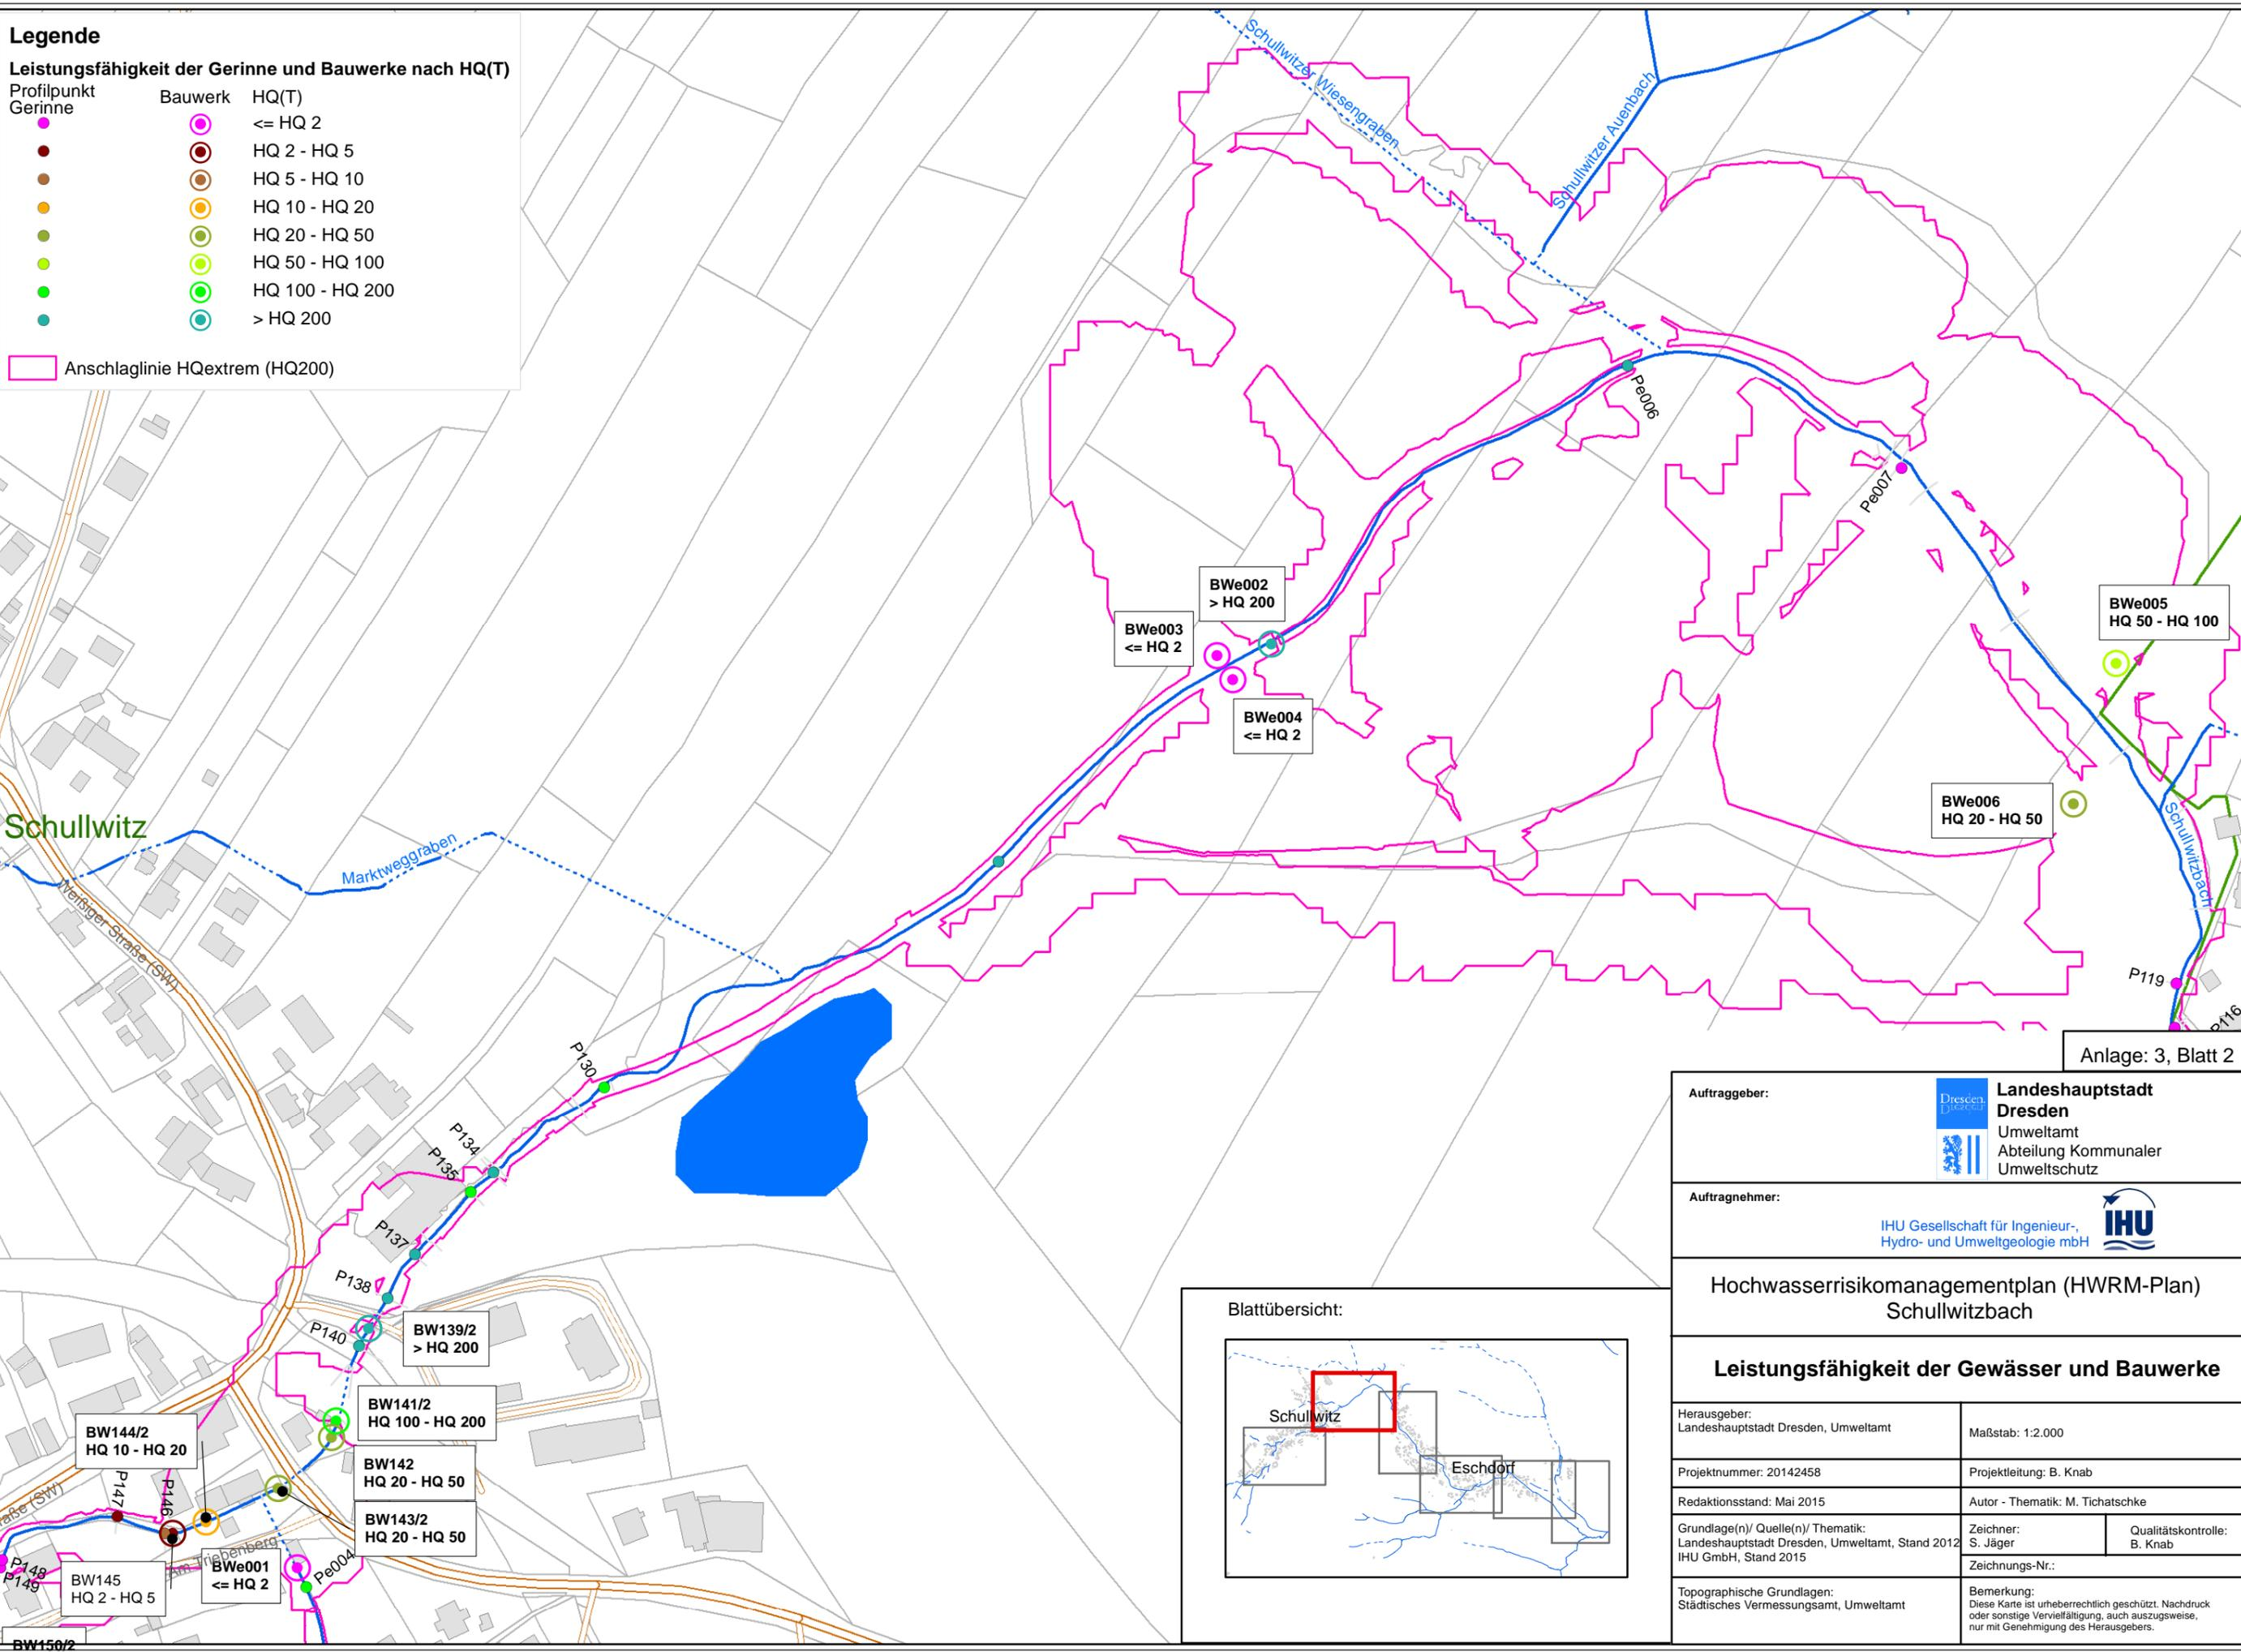 Legende
Leistungsfähigkeit der Gerinne und Bauwerke nach HQ(T)
Profilpunkt
Gerinne
Bauwerk
HQ(T)
<= HQ 2
HQ 2 - HQ 5
HQ 5 - HQ 10
HQ 10 - HQ 20
HQ 20 - HQ 50
HQ 50 - HQ 100
HQ 100 - HQ 200
> HQ 200
Anschlaglinie HQextrem (HQ200)
Schullwitzer Wiesengraben
Schullwitzer Auenbach
Pe006
Pe007
BWe002
> HQ 200
BWe003
<= HQ 2
BWe004
<= HQ 2
BWe005
HQ 50 - HQ 100
BWe006
HQ 20 - HQ 50
Schullwitzbach
Schullwitz
Marktweggraben
Weißiger Straße (SW)
P119
P116
P130
P134
P135
P137
P138
P140
BW139/2
> HQ 200
BW141/2
HQ 100 - HQ 200
BW142
HQ 20 - HQ 50
BW143/2
HQ 20 - HQ 50
BW144/2
HQ 10 - HQ 20
P147
P146
raße (SW)
P148
P149
BW145
HQ 2 - HQ 5
Am Triebenberg
BWe001
<= HQ 2
Pe004
BW150/2
Blattübersicht:
Schullwitz
Eschdorf
Anlage: 3, Blatt 2
Auftraggeber:
Dresden.
Landeshauptstadt
Dresden
Umweltamt
Abteilung Kommunaler
Umweltschutz
Auftragnehmer:
IHU Gesellschaft für Ingenieur-,
Hydro- und Umweltgeologie mbH
IHU
Hochwasserrisikomanagementplan (HWRM-Plan)
Schullwitzbach
Leistungsfähigkeit der Gewässer und Bauwerke
Herausgeber:
Landeshauptstadt Dresden, Umweltamt
Maßstab: 1:2.000
Projektnummer: 20142458
Projektleitung: B. Knab
Redaktionsstand: Mai 2015
Autor - Thematik: M. Tichatschke
Grundlage(n)/ Quelle(n)/ Thematik:
Landeshauptstadt Dresden, Umweltamt, Stand 2012
IHU GmbH, Stand 2015
Zeichner:
S. Jäger
Qualitätskontrolle:
B. Knab
Zeichnungs-Nr.:
Topographische Grundlagen:
Städtisches Vermessungsamt, Umweltamt
Bemerkung:
Diese Karte ist urheberrechtlich geschützt. Nachdruck
oder sonstige Vervielfältigung, auch auszugsweise,
nur mit Genehmigung des Herausgebers.